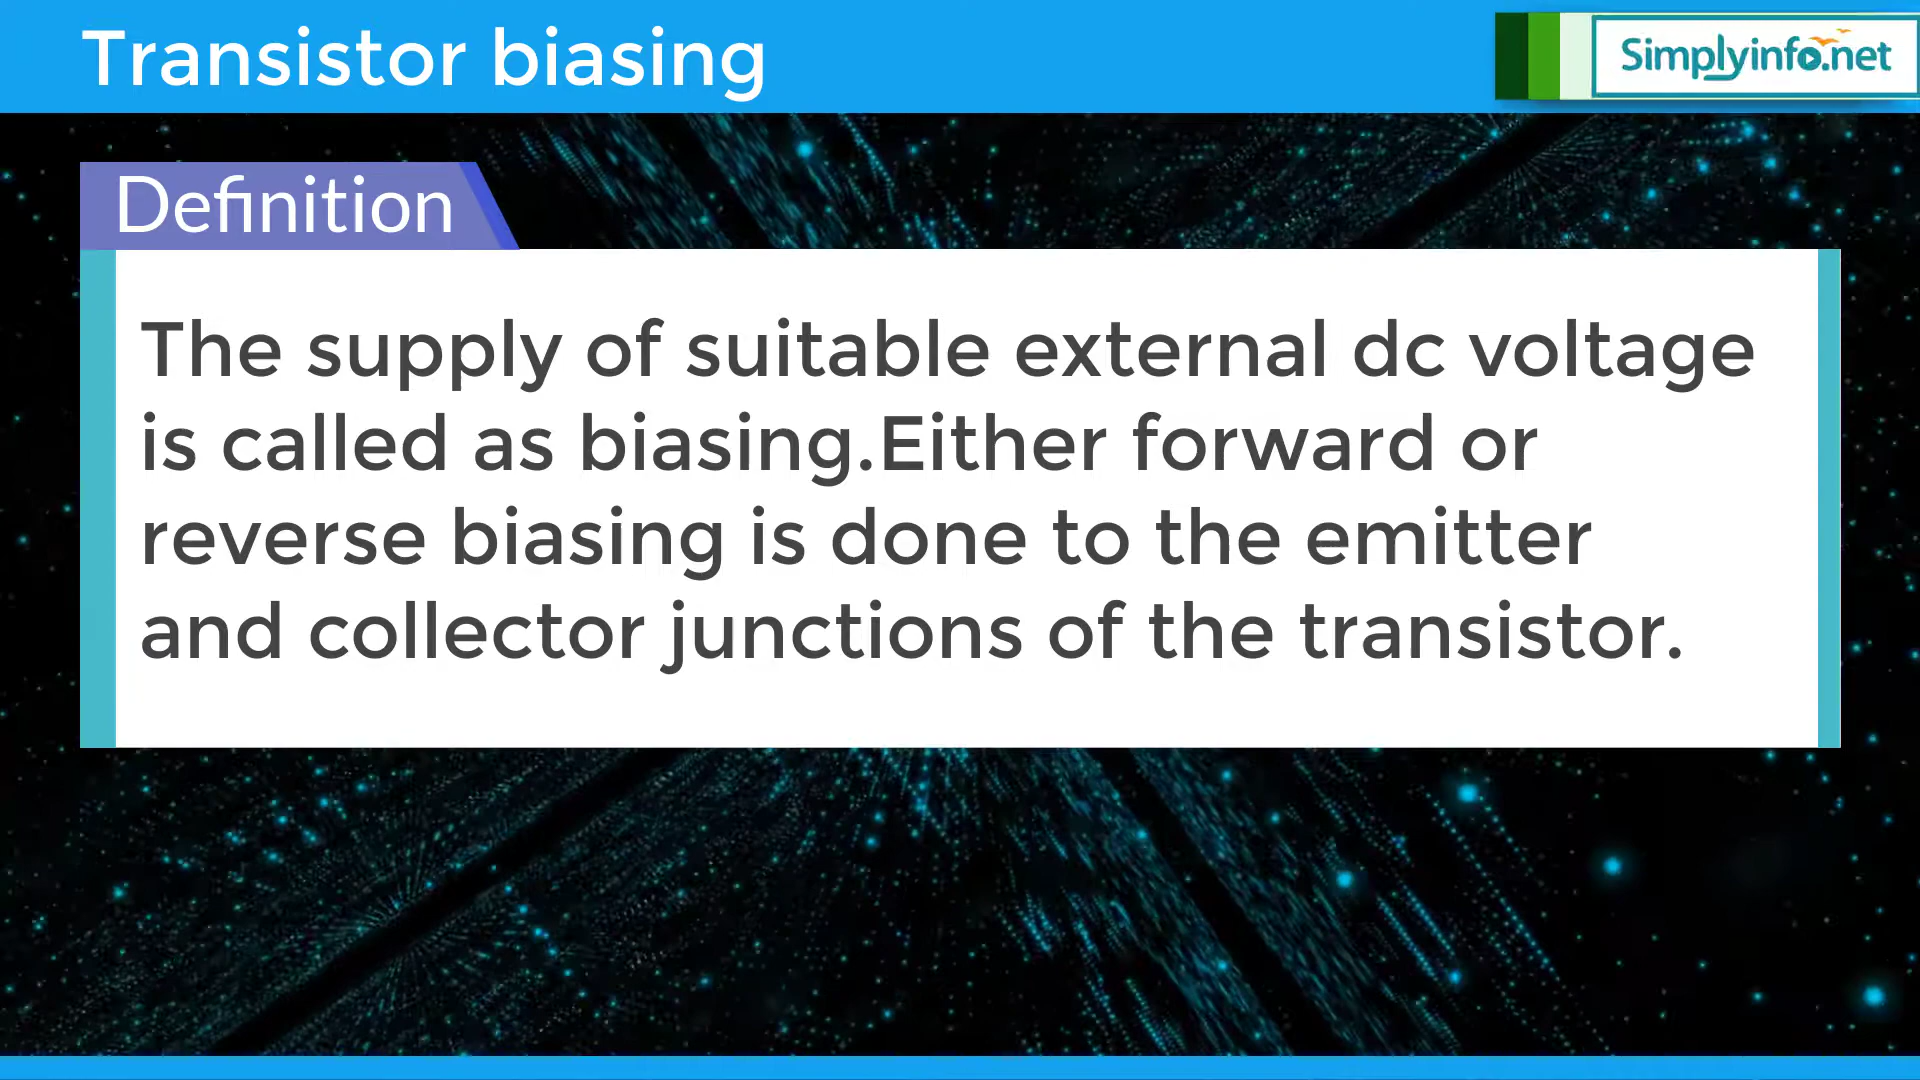 Transistor biasing
Simplyinfo.net
Definition
The supply of suitable external dc voltage
is called as biasing.Either forward or
reverse biasing is done to the emitter
and collector junctions of the transistor.